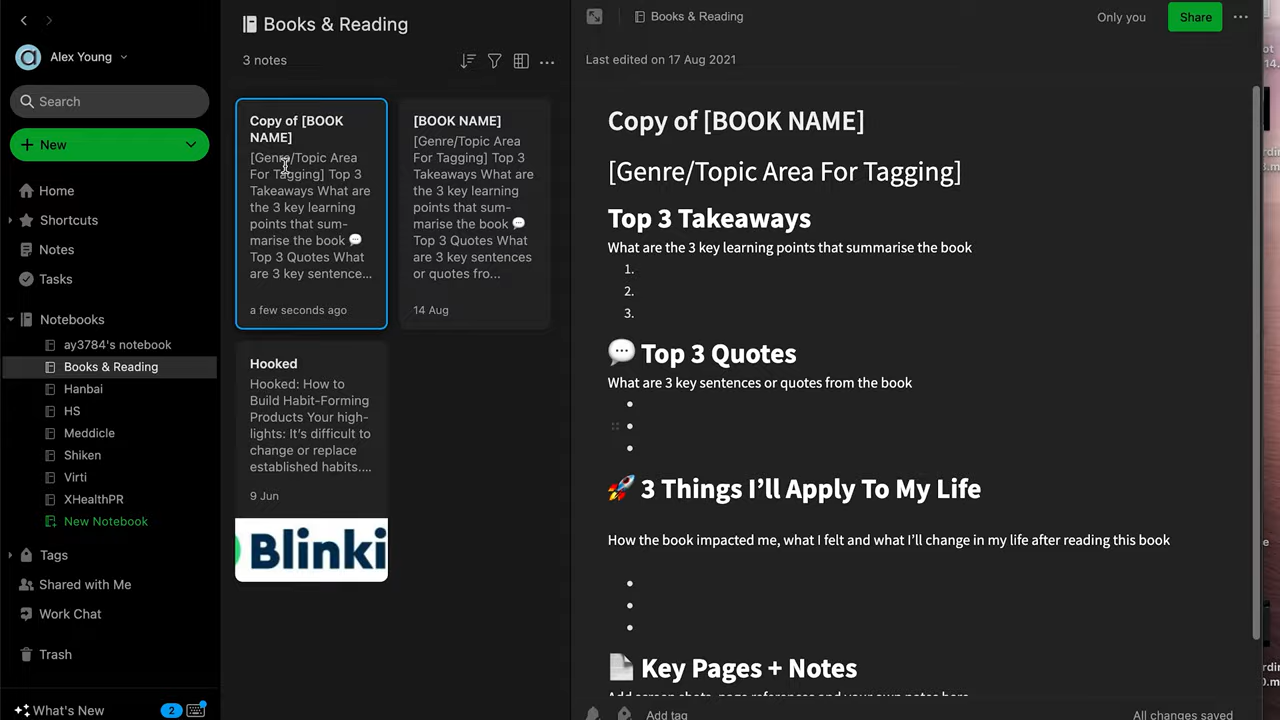 Alex Young
Search
New
Home
Shortcuts
Notes
Tasks
Notebooks
ay3784's notebook
Books & Reading
Hanbai
HS
Meddicle
Shiken
Virti
XHealthPR
New Notebook
Tags
Shared with Me
Work Chat
Trash
What's New
2
Books & Reading
3 notes
Copy of [BOOK
NAME]
[Genre/Topic Area
For Tagging] Top 3
Takeaways What are
the 3 key learning
points that sum-
marise the book 💬
Top 3 Quotes What
are 3 key sentence...
a few seconds ago
[BOOK NAME]
[Genre/Topic Area
For Tagging] Top 3
Takeaways What are
the 3 key learning
points that sum-
marise the book 💬
Top 3 Quotes What
are 3 key sentences
or quotes fro...
14 Aug
Hooked
Hooked: How to
Build Habit-Forming
Products Your high-
lights: It's difficult to
change or replace
established habits....
9 Jun
Blinki
Books & Reading
Only you
Share
Last edited on 17 Aug 2021
Copy of [BOOK NAME]
[Genre/Topic Area For Tagging]
Top 3 Takeaways
What are the 3 key learning points that summarise the book
1.
2.
3.
💬 Top 3 Quotes
What are 3 key sentences or quotes from the book
🚀 3 Things I'll Apply To My Life
How the book impacted me, what I felt and what I'll change in my life after reading this book
📄 Key Pages + Notes
Add screen shots, page references and your own notes here
Add tag
All changes saved